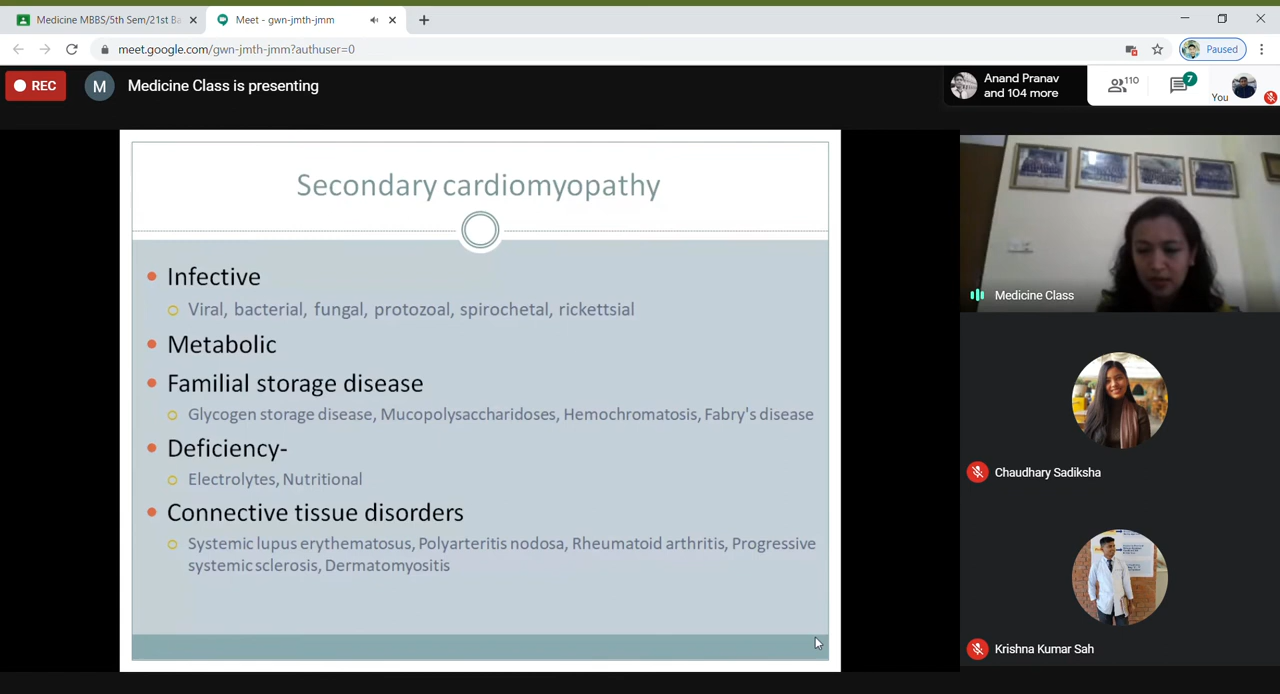 Medicine MBBS/5th Sem/21st Ba
Meet - gwn-jmth-jmm
meet.google.com/gwn-jmth-jmm?authuser=0
Paused
REC
M
Medicine Class is presenting
Anand Pranav
and 104 more
110
7
You
Secondary cardiomyopathy
Infective
Viral, bacterial, fungal, protozoal, spirochetal, rickettsial
Metabolic
Familial storage disease
Glycogen storage disease, Mucopolysaccharidoses, Hemochromatosis, Fabry's disease
Deficiency-
Electrolytes, Nutritional
Connective tissue disorders
Systemic lupus erythematosus, Polyarteritis nodosa, Rheumatoid arthritis, Progressive
systemic sclerosis, Dermatomyositis
Medicine Class
Chaudhary Sadiksha
Krishna Kumar Sah